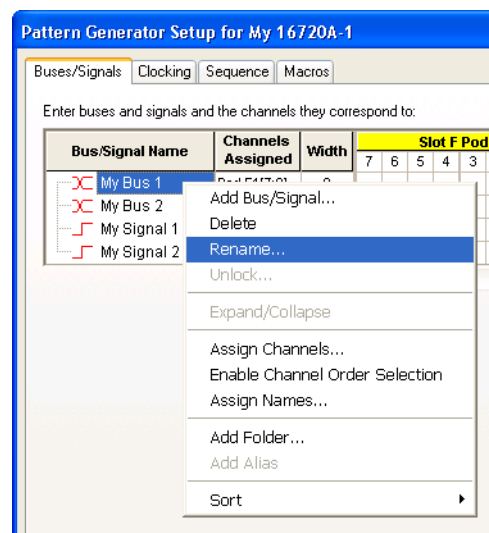 Pattern Generator Setup for My 16720A-1
Buses/Signals Clocking Sequence Macros
Enter buses and signals and the channels they correspond to:
Bus/Signal Name Channels Assigned Width Slot F Pod
7 6 5 4 3
My Bus 1
My Bus 2
My Signal 1
My Signal 2
Add Bus/Signal...
Delete
Rename...
Unlock...
Expand/Collapse
Assign Channels...
Enable Channel Order Selection
Assign Names...
Add Folder...
Add Alias
Sort